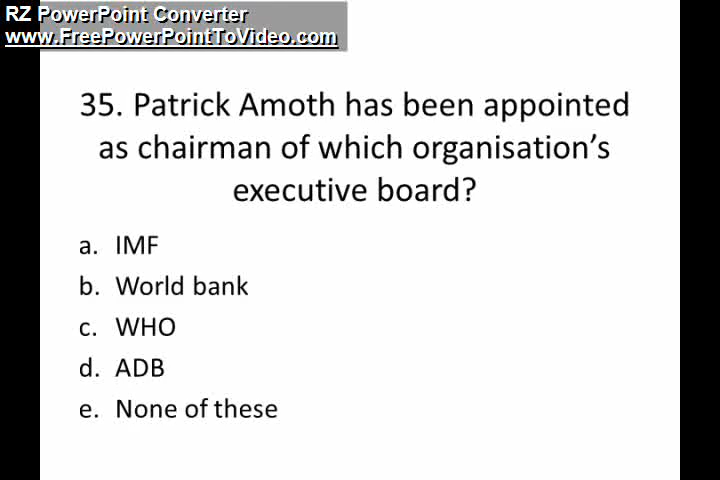 RZ PowerPoint Converter
www.FreePowerPointToVideo.com
35. Patrick Amoth has been appointed
as chairman of which organisation’s
executive board?
a. IMF
b. World bank
c. WHO
d. ADB
e. None of these